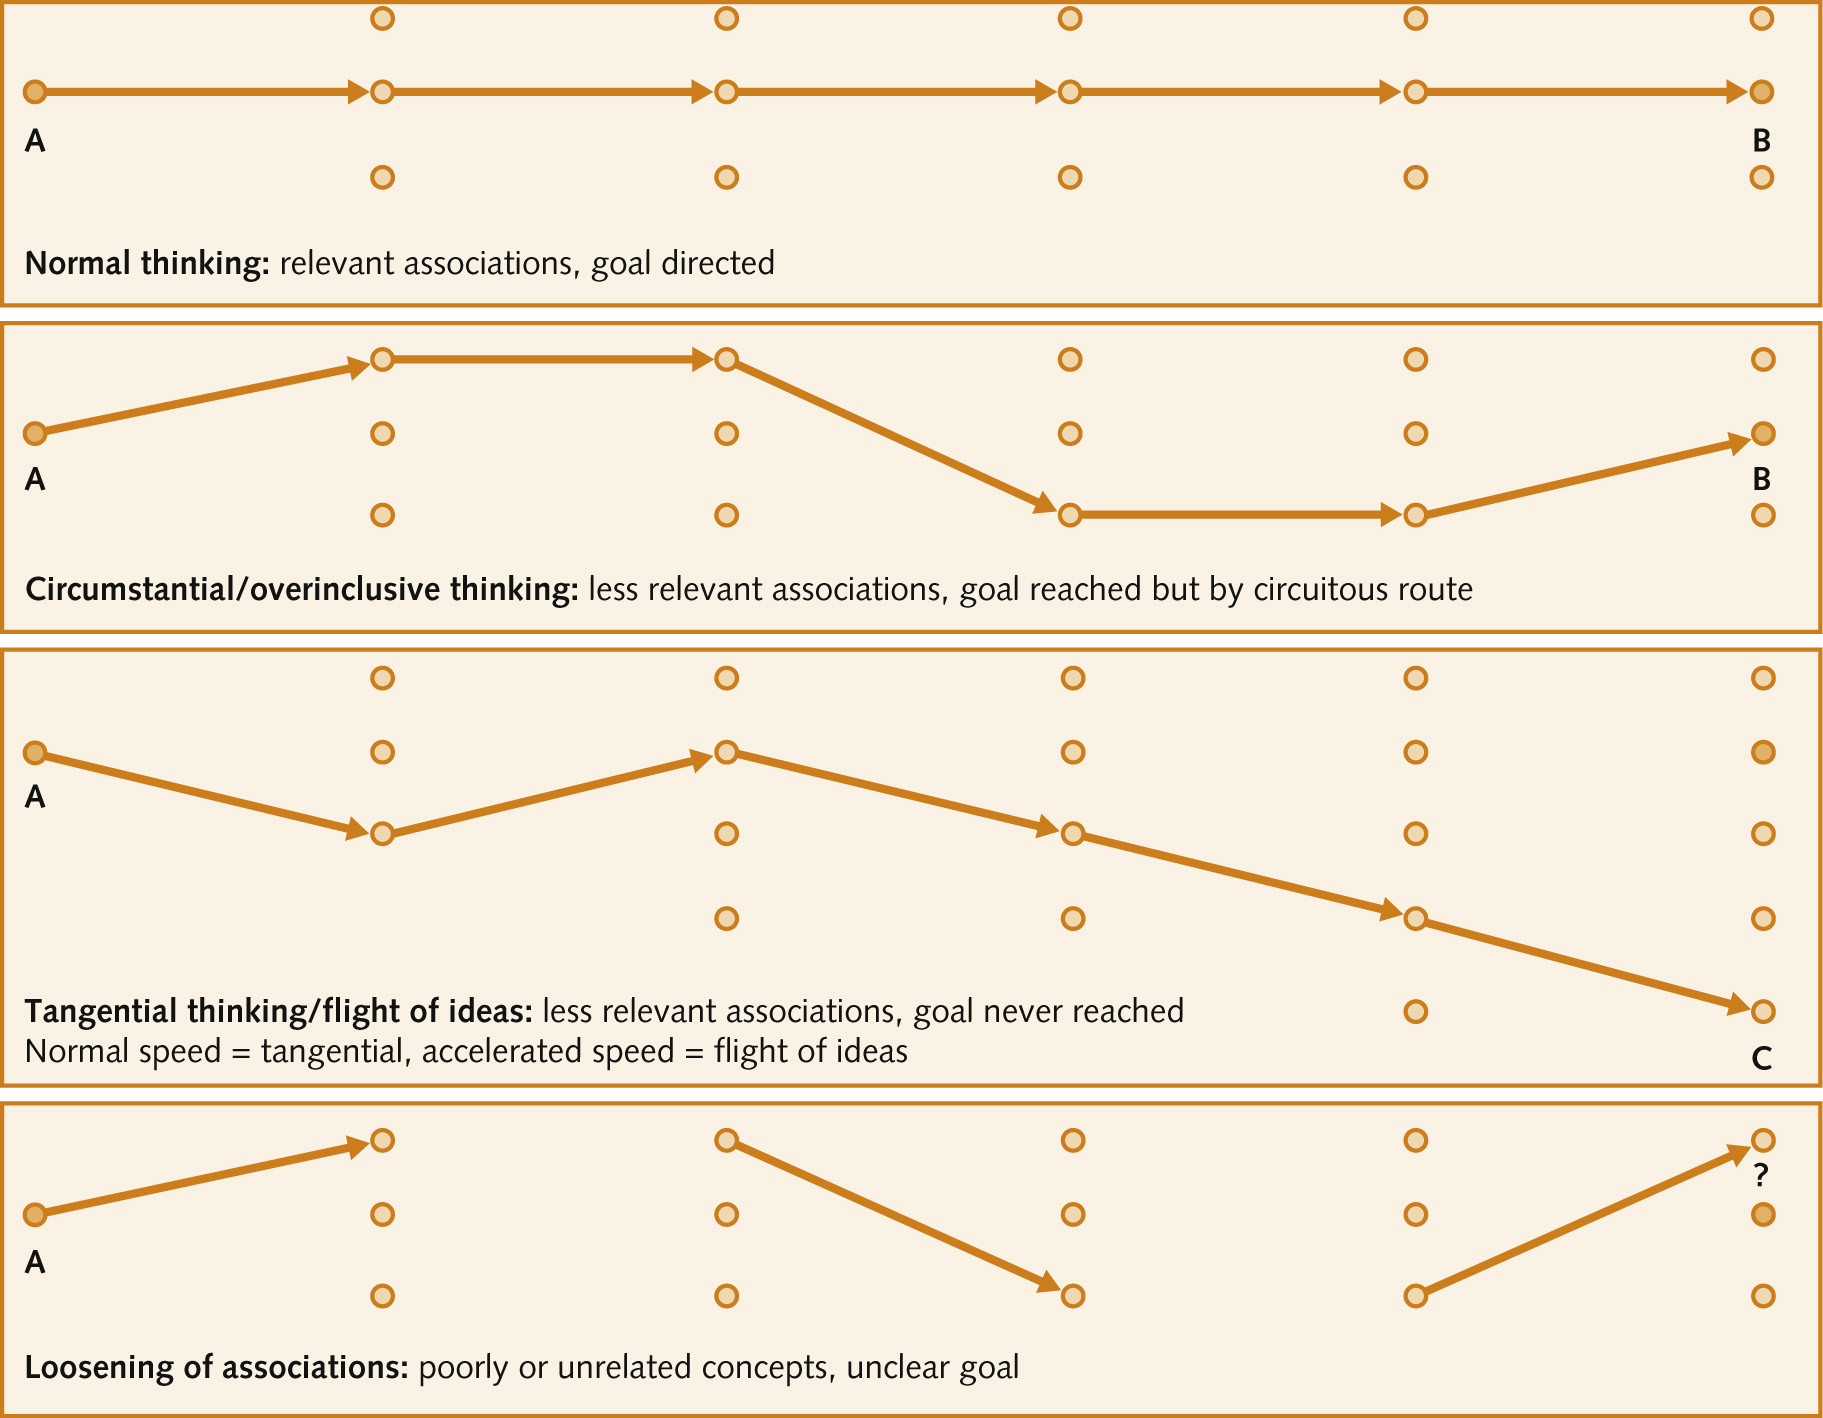 A
B
Normal thinking: relevant associations, goal directed
A
B
Circumstantial/overinclusive thinking: less relevant associations, goal reached but by circuitous route
A
Tangential thinking/flight of ideas: less relevant associations, goal never reached
Normal speed = tangential, accelerated speed = flight of ideas
C
?
A
Loosening of associations: poorly or unrelated concepts, unclear goal